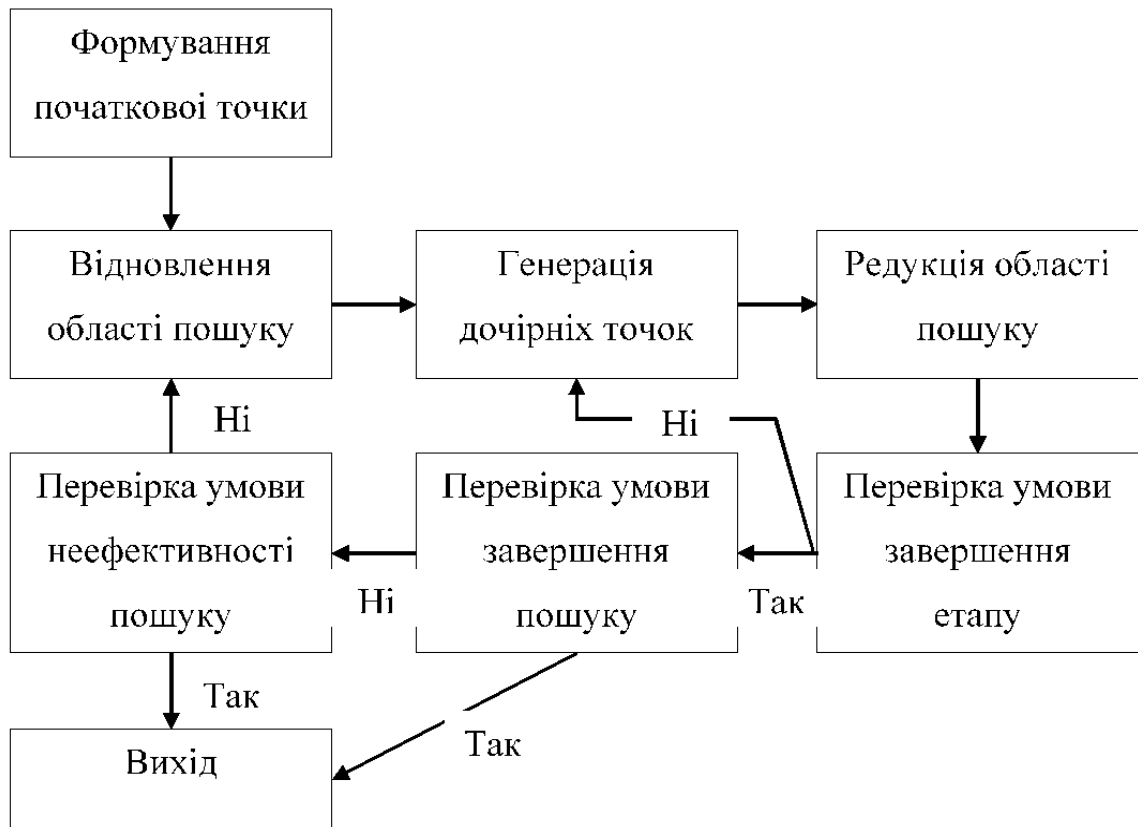 Формування
початкової точки
Відновлення
області пошуку
Генерація
дочірніх точок
Редукція області
пошуку
Ні
Ні
Перевірка умови
неефективності
пошуку
Перевірка умови
завершення
пошуку
Перевірка умови
завершення
етапу
Ні
Так
Так
Так
Вихід